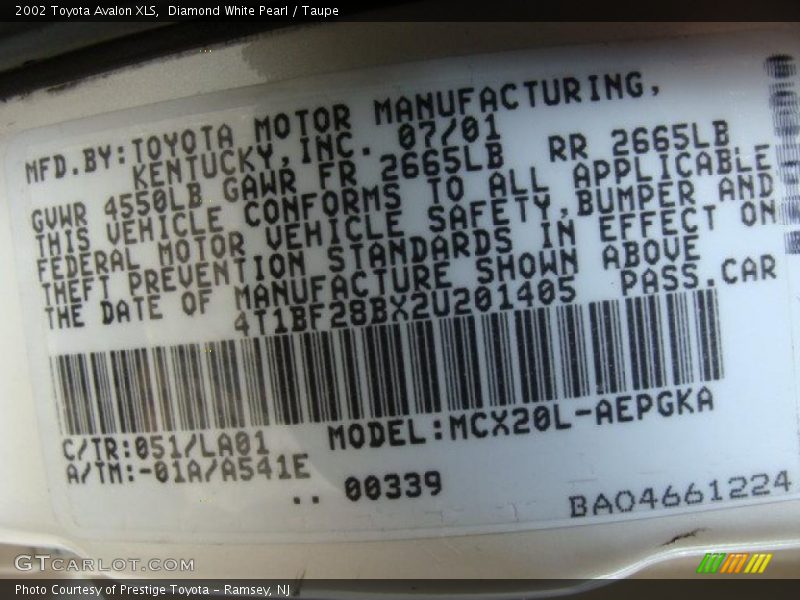 2002 Toyota Avalon XLS, Diamond White Pearl / Taupe
MFD.BY:TOYOTA MOTOR MANUFACTURING,
KENTUCKY,INC. 07/01
GVWR 4550LB GAWR FR 2665LB RR 2665LB
THIS VEHICLE CONFORMS TO ALL APPLICABLE
FEDERAL MOTOR VEHICLE SAFETY,BUMPER AND
THEFT PREVENTION STANDARDS IN EFFECT ON
THE DATE OF MANUFACTURE SHOWN ABOVE
4T1BF28BX2U201405 PASS.CAR
C/TR:051/LA01 MODEL:MCX20L-AEPGKA
A/TM:-01A/A541E
.. 00339 BA04661224
GTCARLOT.COM
Photo Courtesy of Prestige Toyota - Ramsey, NJ